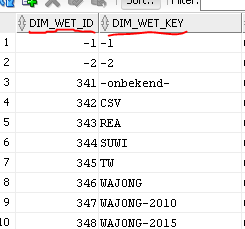 Sort.. Filter:
DIM_WET_ID DIM_WET_KEY
1 -1 -1
2 -2 -2
3 341 -onbekend-
4 342 CSV
5 343 REA
6 344 SUWI
7 345 TW
8 346 WAJONG
9 347 WAJONG-2010
10 348 WAJONG-2015